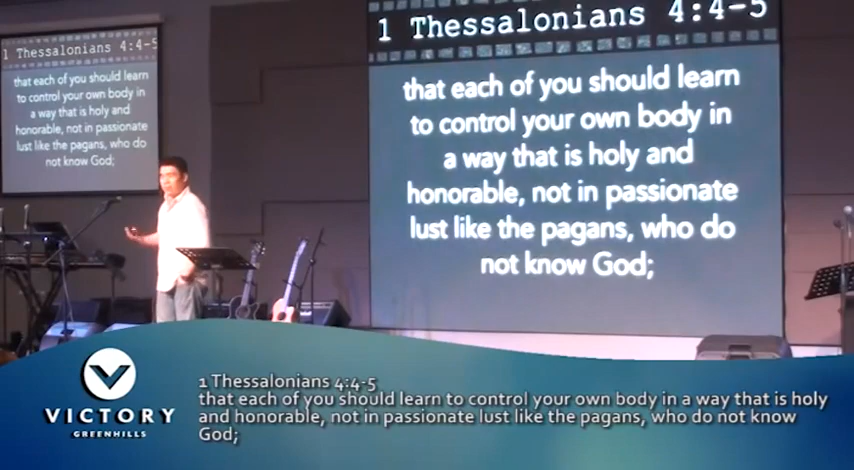 1 Thessalonians 4:4-5
that each of you should learn
to control your own body in
a way that is holy and
honorable, not in passionate
lust like the pagans, who do
not know God;
1 Thessalonians 4:4-5
that each of you should learn
to control your own body in
a way that is holy and
honorable, not in passionate
lust like the pagans, who do
not know God;
VICTORY
GREENHILLS
1 Thessalonians 4:4-5
that each of you should learn to control your own body in a way that is holy
and honorable, not in passionate lust like the pagans, who do not know
God;